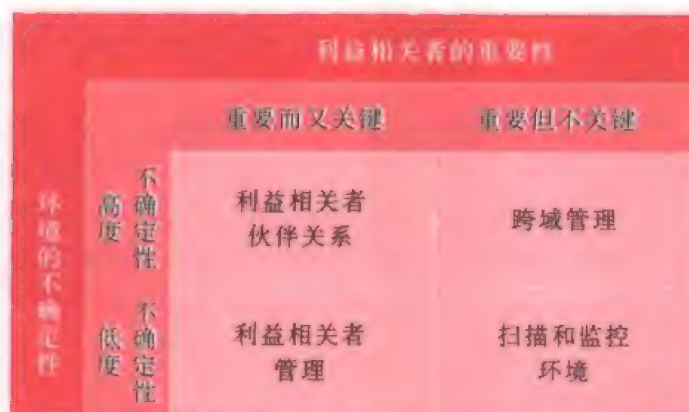 利益相关者的重要性
重要而又关键 重要但不关键
环境的不确定性
高度
不确定性
利益相关者
伙伴关系
跨域管理
低度
不确定性
利益相关者
管理
扫描和监控
环境